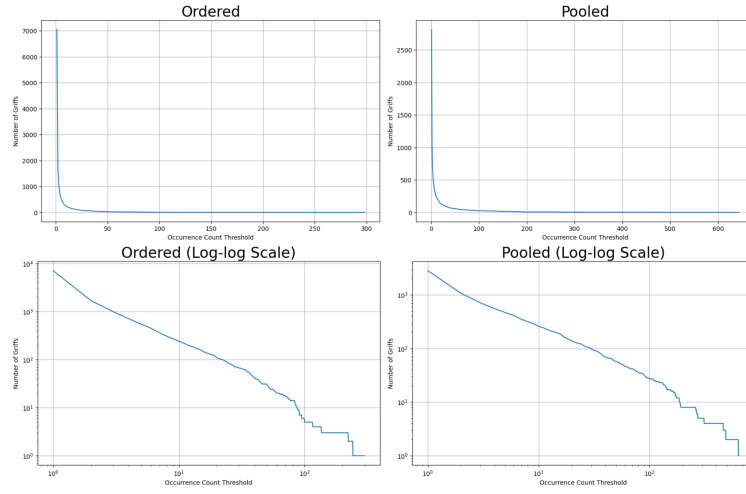 Ordered
Number of Griffs
7000
6000
5000
4000
3000
2000
1000
0
0 50 100 150 200 250 300
Occurrence Count Threshold
Pooled
Number of Griffs
2500
2000
1500
1000
500
0
0 100 200 300 400 500 600
Occurrence Count Threshold
Ordered (Log-log Scale)
Number of Griffs
10⁴
10³
10²
10¹
10⁰
10⁰ 10¹ 10²
Occurrence Count Threshold
Pooled (Log-log Scale)
Number of Griffs
10³
10²
10¹
10⁰
10⁰ 10¹ 10²
Occurrence Count Threshold